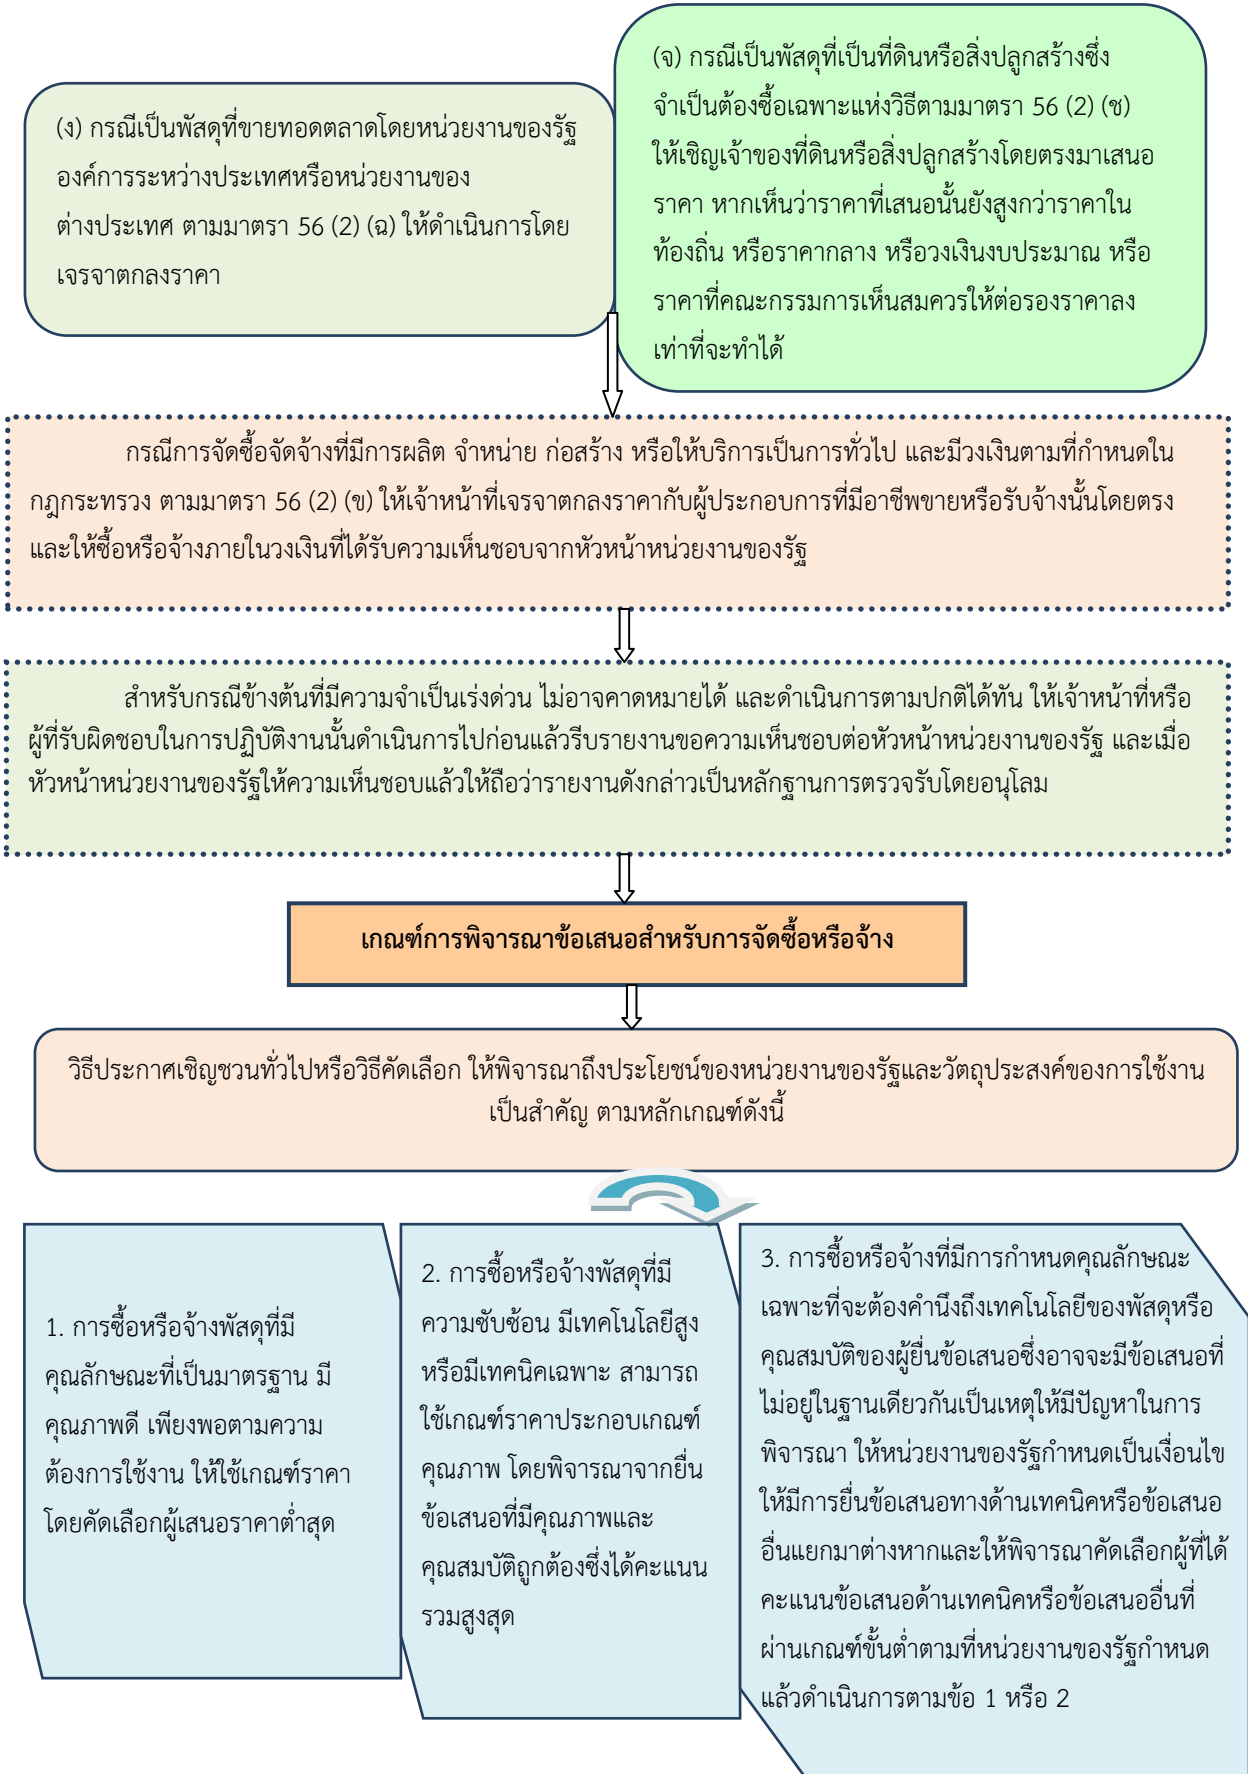 (ง) กรณีเป็นพัสดุที่ขายทอดตลาดโดยหน่วยงานของรัฐ
องค์การระหว่างประเทศหรือหน่วยงานของ
ต่างประเทศ ตามมาตรา 56 (2) (ฉ) ให้ดำเนินการโดย
เจรจาตกลงราคา
(จ) กรณีเป็นพัสดุที่เป็นที่ดินหรือสิ่งปลูกสร้างซึ่ง
จำเป็นต้องซื้อเฉพาะแห่งวิธีตามมาตรา 56 (2) (ช)
ให้เชิญเจ้าของที่ดินหรือสิ่งปลูกสร้างโดยตรงมาเสนอ
ราคา หากเห็นว่าราคาที่เสนอนั้นยังสูงกว่าราคาใน
ท้องถิ่น หรือราคากลาง หรือวงเงินงบประมาณ หรือ
ราคาที่คณะกรรมการเห็นสมควรให้ต่อรองราคาลง
เท่าที่จะทำได้
กรณีการจัดซื้อจัดจ้างที่มีการผลิต จำหน่าย ก่อสร้าง หรือให้บริการเป็นการทั่วไป และมีวงเงินตามที่กำหนดใน
กฎกระทรวง ตามมาตรา 56 (2) (ข) ให้เจ้าหน้าที่เจรจาตกลงราคากับผู้ประกอบการที่มีอาชีพขายหรือรับจ้างนั้นโดยตรง
และให้ซื้อหรือจ้างภายในวงเงินที่ได้รับความเห็นชอบจากหัวหน้าหน่วยงานของรัฐ
สำหรับกรณีข้างต้นที่มีความจำเป็นเร่งด่วน ไม่อาจคาดหมายได้ และดำเนินการตามปกติได้ทัน ให้เจ้าหน้าที่หรือ
ผู้ที่รับผิดชอบในการปฏิบัติงานนั้นดำเนินการไปก่อนแล้วรีบรายงานขอความเห็นชอบต่อหัวหน้าหน่วยงานของรัฐ และเมื่อ
หัวหน้าหน่วยงานของรัฐให้ความเห็นชอบแล้วให้ถือว่ารายงานดังกล่าวเป็นหลักฐานการตรวจรับโดยอนุโลม
เกณฑ์การพิจารณาข้อเสนอสำหรับการจัดซื้อหรือจ้าง
วิธีประกาศเชิญชวนทั่วไปหรือวิธีคัดเลือก ให้พิจารณาถึงประโยชน์ของหน่วยงานของรัฐและวัตถุประสงค์ของการใช้งาน
เป็นสำคัญ ตามหลักเกณฑ์ดังนี้
1. การซื้อหรือจ้างพัสดุที่มี
คุณลักษณะที่เป็นมาตรฐาน มี
คุณภาพดี เพียงพอตามความ
ต้องการใช้งาน ให้ใช้เกณฑ์ราคา
โดยคัดเลือกผู้เสนอราคาต่ำสุด
2. การซื้อหรือจ้างพัสดุที่มี
ความซับซ้อน มีเทคโนโลยีสูง
หรือมีเทคนิคเฉพาะ สามารถ
ใช้เกณฑ์ราคาประกอบเกณฑ์
คุณภาพ โดยพิจารณาจากยื่น
ข้อเสนอที่มีคุณภาพและ
คุณสมบัติถูกต้องซึ่งได้คะแนน
รวมสูงสุด
3. การซื้อหรือจ้างที่มีการกำหนดคุณลักษณะ
เฉพาะที่จะต้องคำนึงถึงเทคโนโลยีของพัสดุหรือ
คุณสมบัติของผู้ยื่นข้อเสนอซึ่งอาจจะมีข้อเสนอที่
ไม่อยู่ในฐานเดียวกันเป็นเหตุให้มีปัญหาในการ
พิจารณา ให้หน่วยงานของรัฐกำหนดเป็นเงื่อนไข
ให้มีการยื่นข้อเสนอทางด้านเทคนิคหรือข้อเสนอ
อื่นแยกมาต่างหากและให้พิจารณาคัดเลือกผู้ที่ได้
คะแนนข้อเสนอด้านเทคนิคหรือข้อเสนออื่นที่
ผ่านเกณฑ์ขั้นต่ำตามที่หน่วยงานของรัฐกำหนด
แล้วดำเนินการตามข้อ 1 หรือ 2